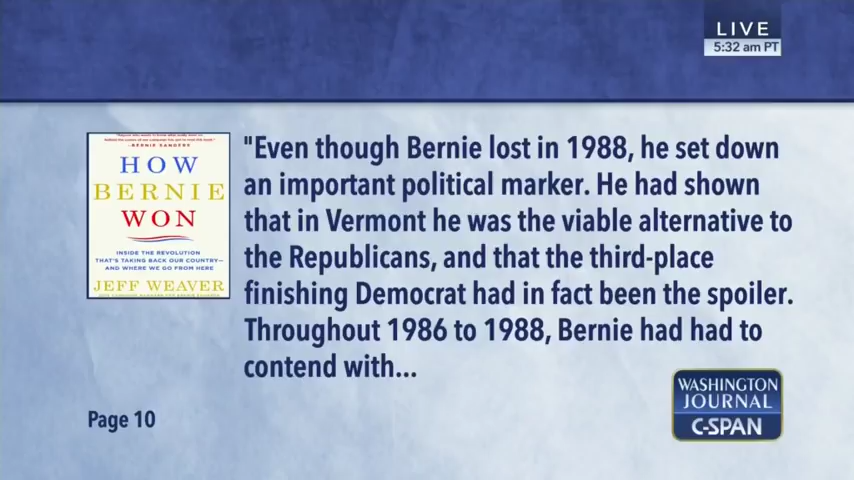 LIVE
5:32 am PT
-BERNIE SANDERS
HOW
BERNIE
WON
INSIDE THE REVOLUTION
THAT'S TAKING BACK OUR COUNTRY—
AND WHERE WE GO FROM HERE
JEFF WEAVER
"Even though Bernie lost in 1988, he set down
an important political marker. He had shown
that in Vermont he was the viable alternative to
the Republicans, and that the third-place
finishing Democrat had in fact been the spoiler.
Throughout 1986 to 1988, Bernie had had to
contend with...
Page 10
WASHINGTON
JOURNAL
C-SPAN